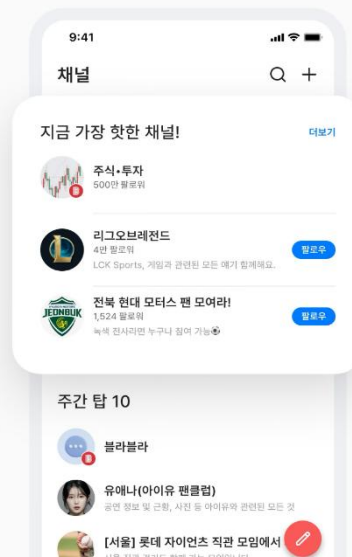 9:41
채널
지금 가장 핫한 채널!
더보기
주식•투자
500만 팔로워
리그오브레전드
4만 팔로워
팔로우
LCK Sports, 게임과 관련된 모든 얘기 함께해요.
JEONBUK
전북 현대 모터스 팬 모여라!
1,524 팔로워
팔로우
녹색 전사라면 누구나 참여 가능⚽
주간 탑 10
블라블라
유애나(아이유 팬클럽)
공연 정보 및 근황, 사진 등 아이유와 관련된 모든 것
[서울] 롯데 자이언츠 직관 모임에서